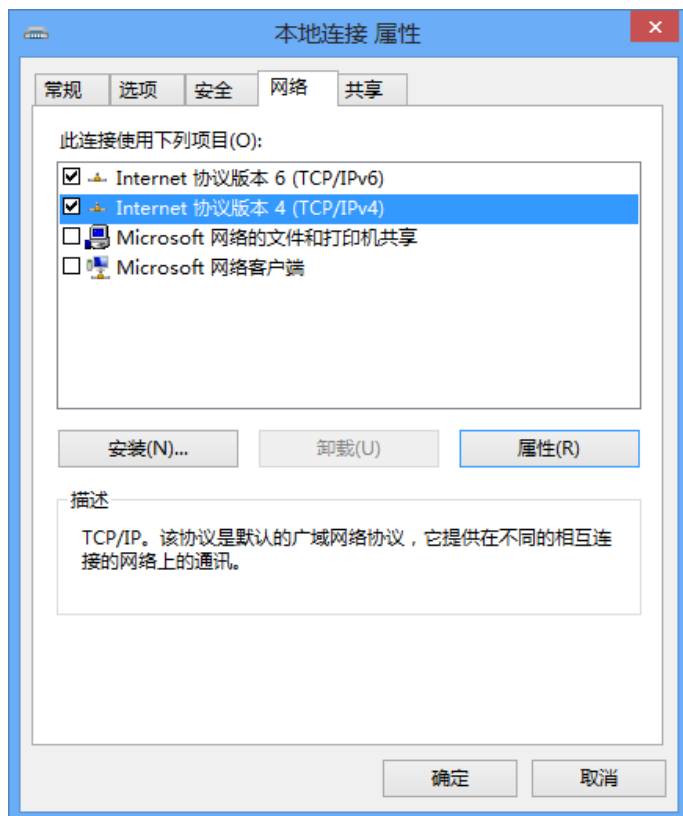 本地连接 属性
常规 选项 安全 网络 共享
此连接使用下列项目(O):
Internet 协议版本 6 (TCP/IPv6)
Internet 协议版本 4 (TCP/IPv4)
Microsoft 网络的文件和打印机共享
Microsoft 网络客户端
安装(N)... 卸载(U) 属性(R)
描述
TCP/IP。该协议是默认的广域网络协议，它提供在不同的相互连
接的网络上的通讯。
确定 取消